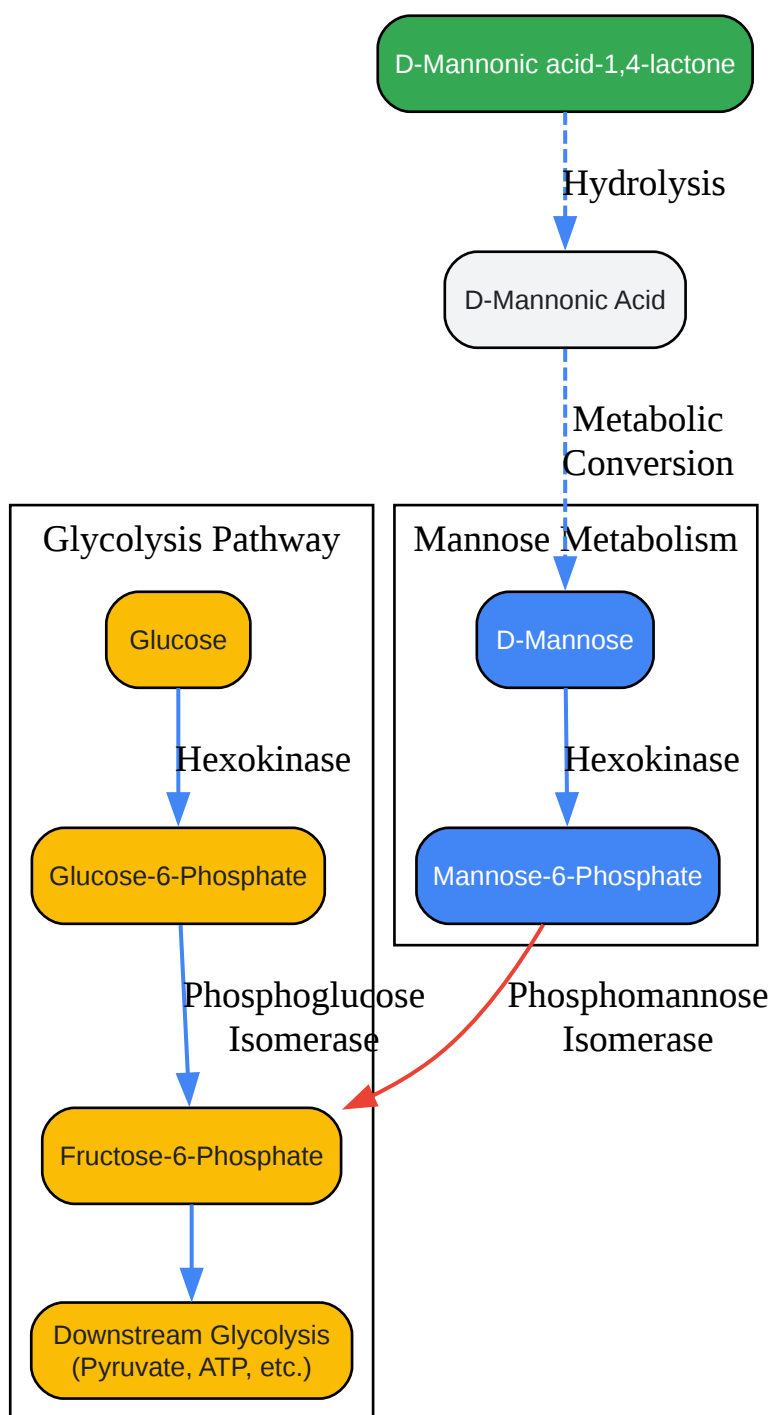 D-Mannonic acid-1,4-lactone
Hydrolysis
D-Mannonic Acid
Metabolic
Conversion
Glycolysis Pathway
Mannose Metabolism
Glucose
D-Mannose
Hexokinase
Hexokinase
Glucose-6-Phosphate
Mannose-6-Phosphate
Phosphoglucose
Isomerase
Phosphomannose
Isomerase
Fructose-6-Phosphate
Downstream Glycolysis
(Pyruvate, ATP, etc.)